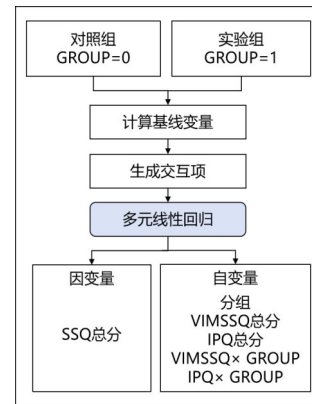 对照组
GROUP=0
实验组
GROUP=1
计算基线变量
生成交互项
多元线性回归
因变量
SSQ总分
自变量
分组
VIMSSQ总分
IPQ总分
VIMSSQ× GROUP
IPQ× GROUP